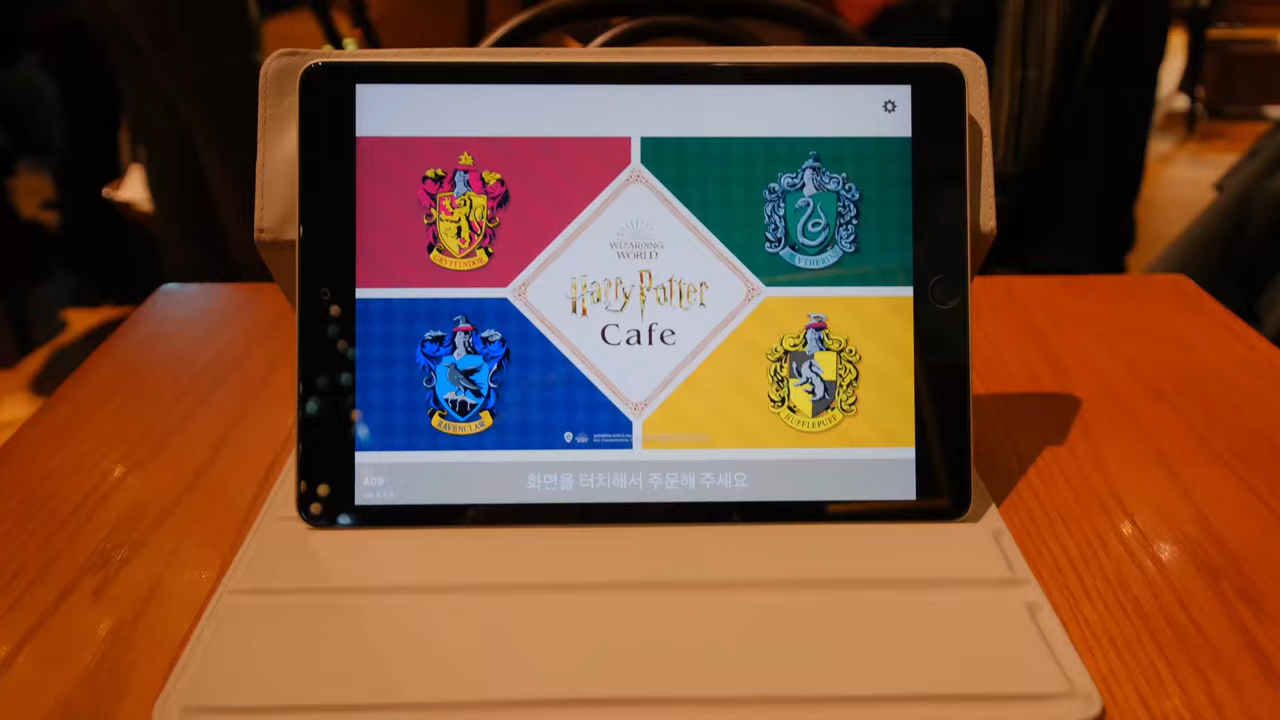 GRYFFINDOR
SLYTHERIN
WIZARDING
WORLD
Harry Potter
Cafe
RAVENCLAW
HUFFLEPUFF
A09
화면을 터치해서 주문해 주세요